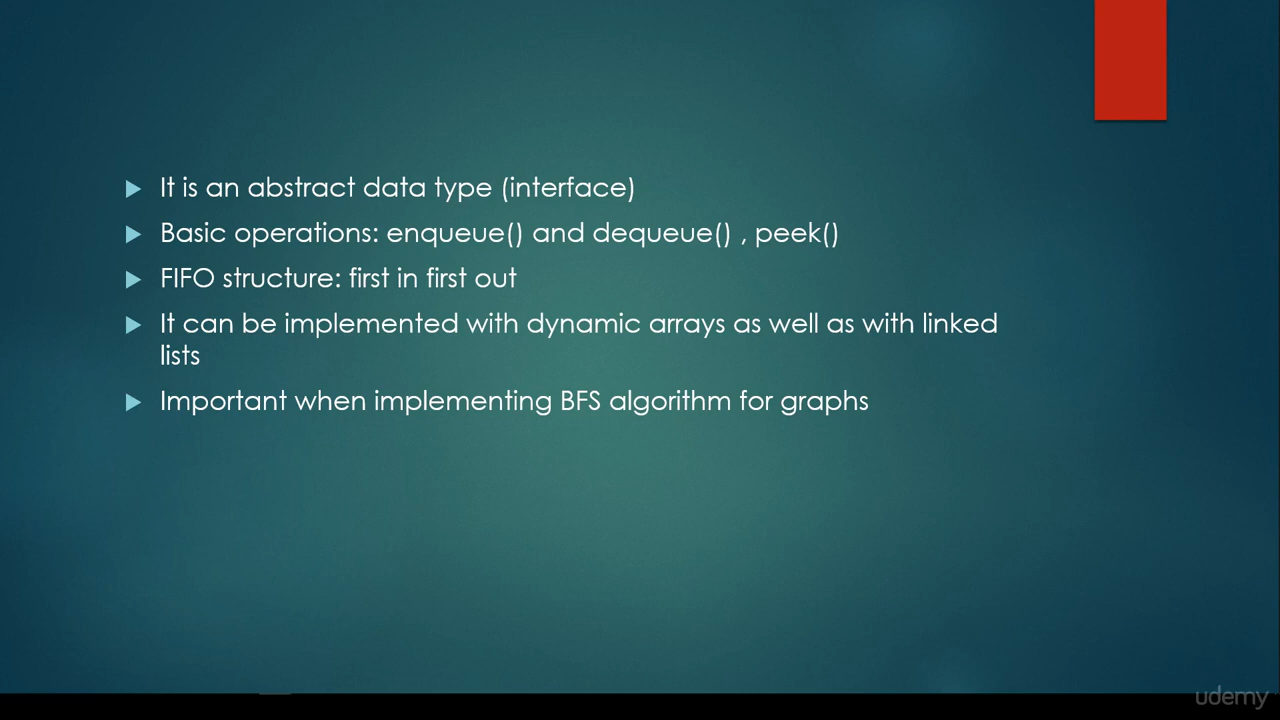 It is an abstract data type (interface)
Basic operations: enqueue() and dequeue() , peek()
FIFO structure: first in first out
It can be implemented with dynamic arrays as well as with linked
lists
Important when implementing BFS algorithm for graphs
udemy